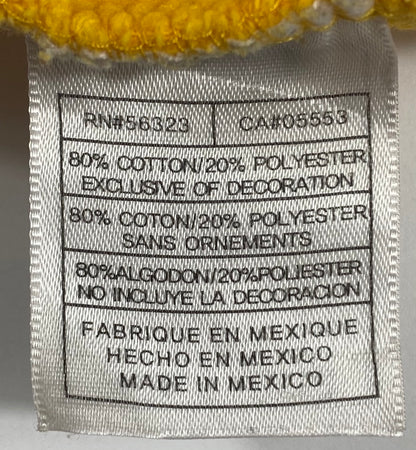 RN#56323 CA#05553
80% COTTON/20% POLYESTER
EXCLUSIVE OF DECORATION
80% COTON/20% POLYESTER
SANS ORNEMENTS
80%ALGODON/20%POLIESTER
NO INCLUYE LA DECORACION
FABRIQUE EN MEXIQUE
HECHO EN MEXICO
MADE IN MEXICO